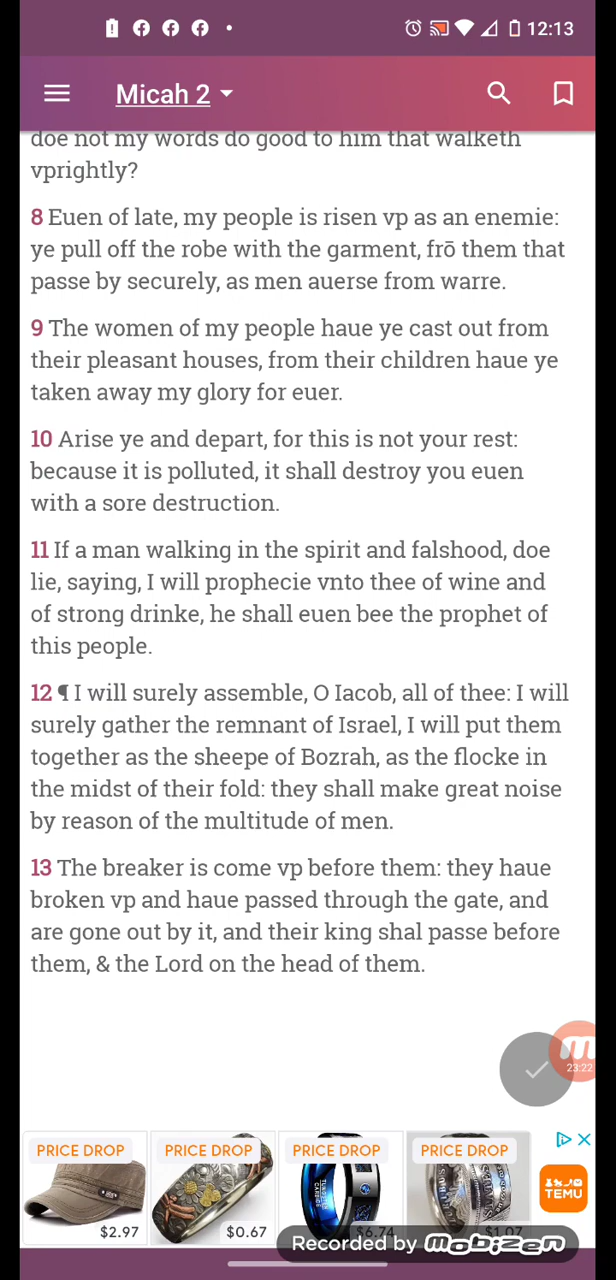 12:13
Micah 2
doe not my words do good to him that walketh
vprightly?
8 Euen of late, my people is risen vp as an enemie:
ye pull off the robe with the garment, frō them that
passe by securely, as men auerse from warre.
9 The women of my people haue ye cast out from
their pleasant houses, from their children haue ye
taken away my glory for euer.
10 Arise ye and depart, for this is not your rest:
because it is polluted, it shall destroy you euen
with a sore destruction.
11 If a man walking in the spirit and falshood, doe
lie, saying, I will prophecie vnto thee of wine and
of strong drinke, he shall euen bee the prophet of
this people.
12 ¶ I will surely assemble, O Iacob, all of thee: I will
surely gather the remnant of Israel, I will put them
together as the sheepe of Bozrah, as the flocke in
the midst of their fold: they shall make great noise
by reason of the multitude of men.
13 The breaker is come vp before them: they haue
broken vp and haue passed through the gate, and
are gone out by it, and their king shal passe before
them, & the Lord on the head of them.
23:22
PRICE DROP PRICE DROP PRICE DROP PRICE DROP
TUNGSTEN CARBIDE
TEMU
$2.97 $0.67 $6.74 $1.07
Recorded by mobizen